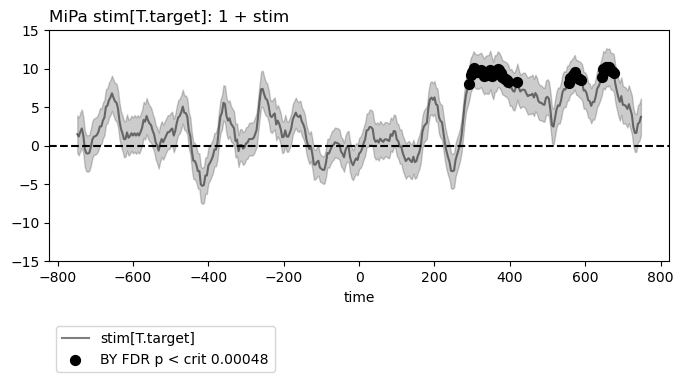 MiPa stim[T.target]: 1 + stim
15
10
5
0
−5
−10
−15
−800 −600 −400 −200 0 200 400 600 800
time
stim[T.target]
BY FDR p < crit 0.00048